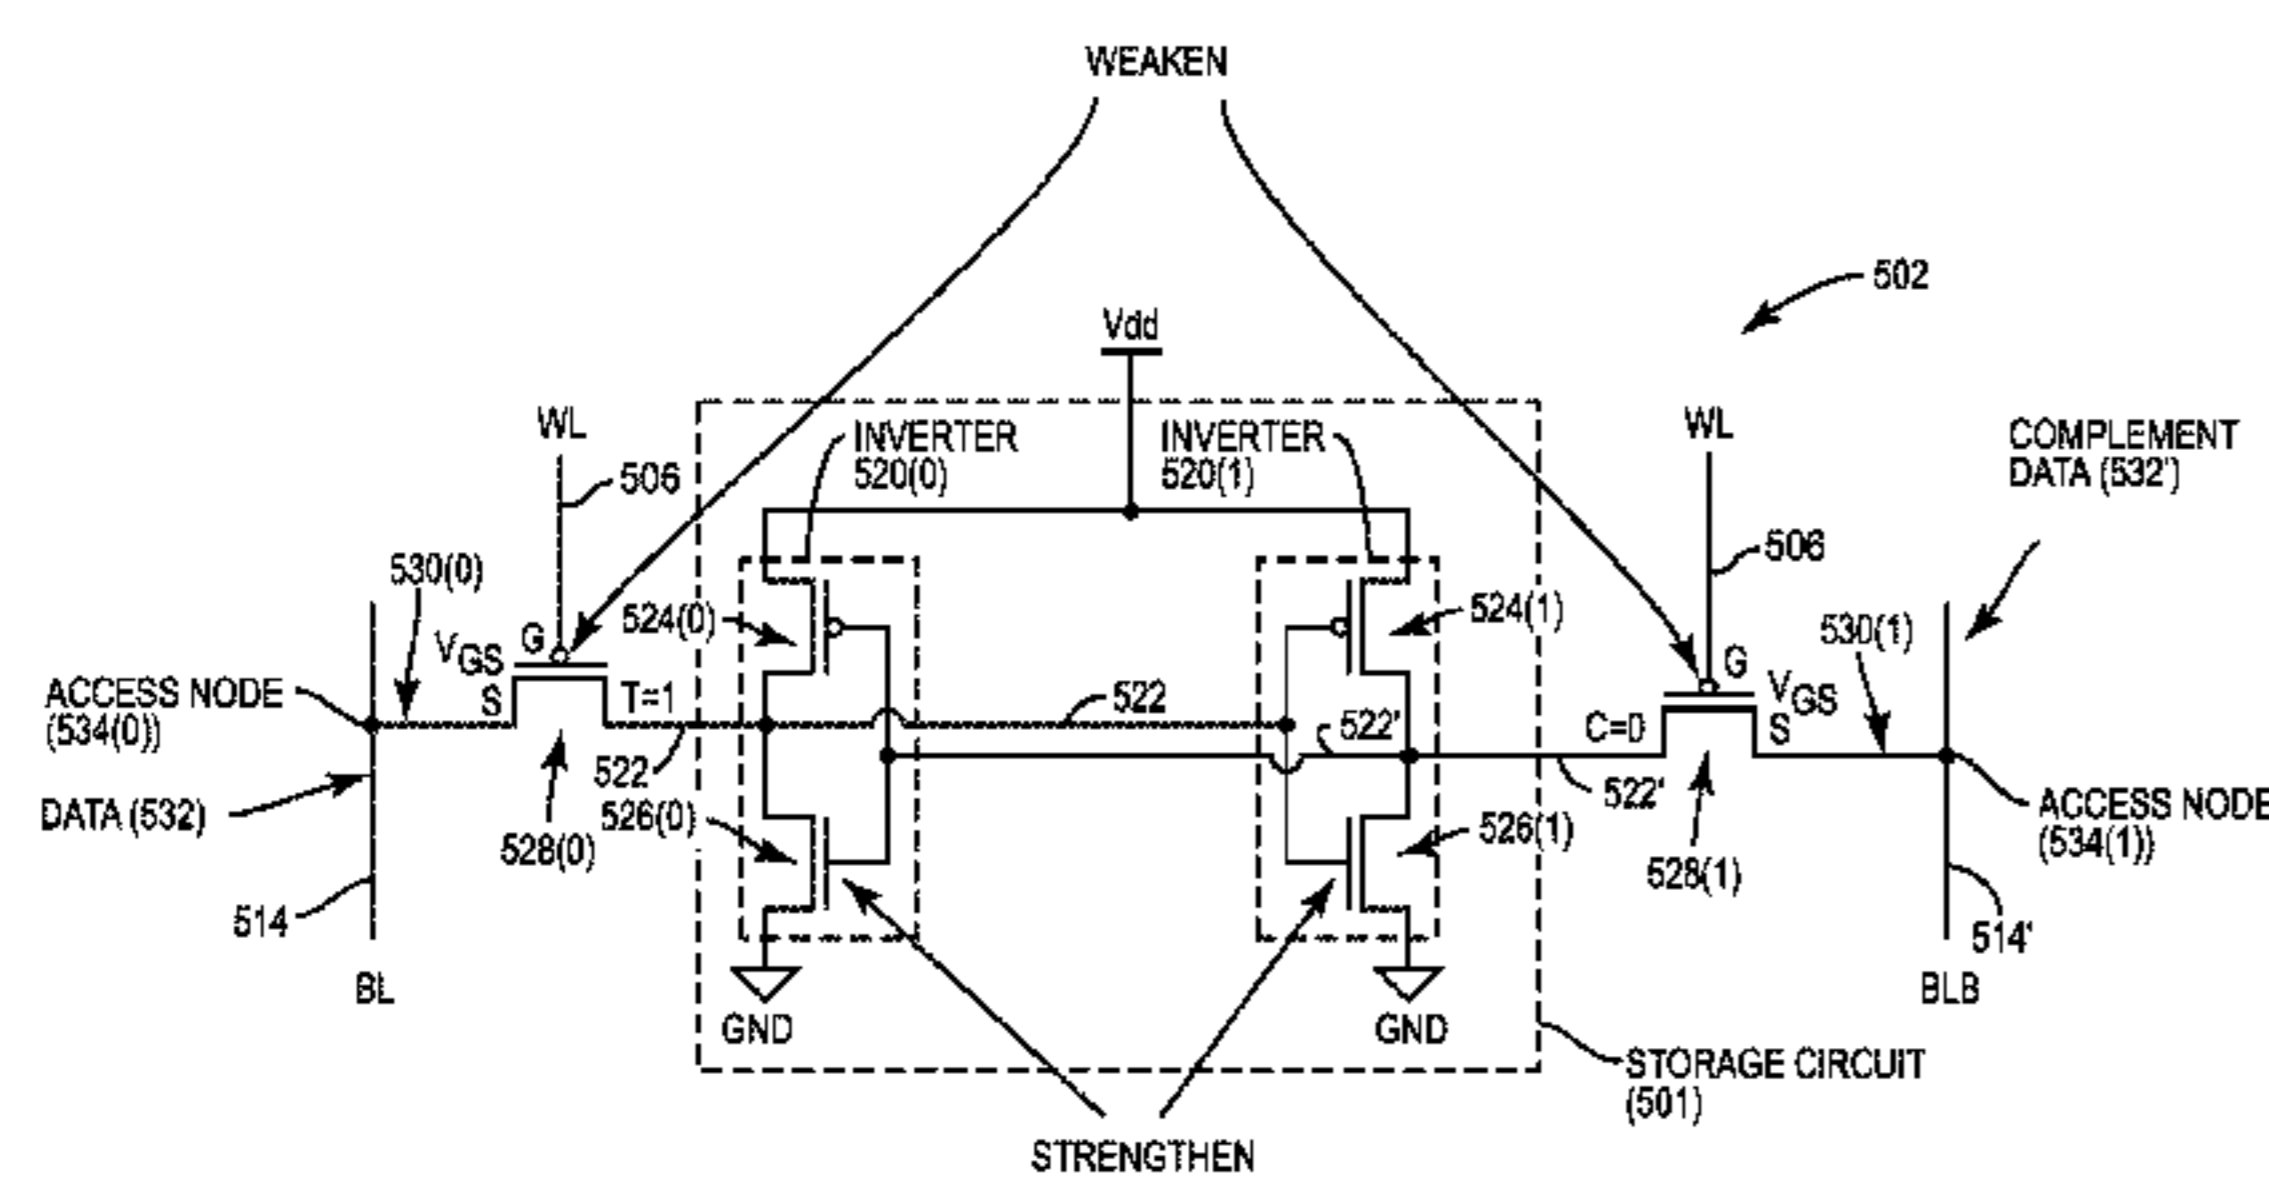 WEAKEN
502
Vdd
WL
INVERTER
520(0)
INVERTER
520(1)
WL
COMPLEMENT
DATA (532')
506
506
530(0)
524(0)
524(1)
530(1)
VGS
G
G
VGS
S
T=1
522
522'
C=0
S
ACCESS NODE
(534(0))
522
522'
DATA (532)
526(0)
526(1)
ACCESS NODE
(534(1))
528(0)
528(1)
514
514'
BL
BLB
GND
GND
STORAGE CIRCUIT
(501)
STRENGTHEN